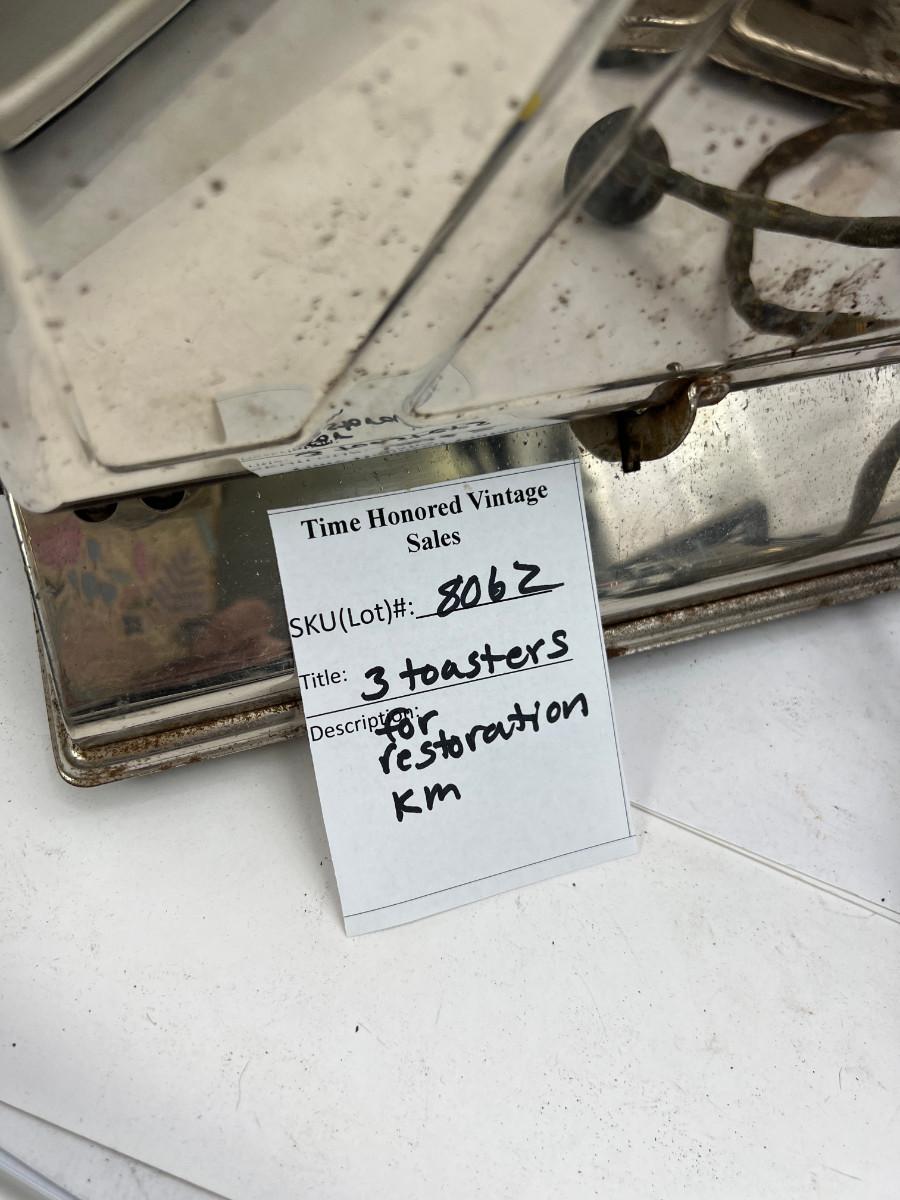 Time Honored Vintage
Sales
SKU(Lot)#: 8062
Title: 3 toasters
Description: for
restoration
KM